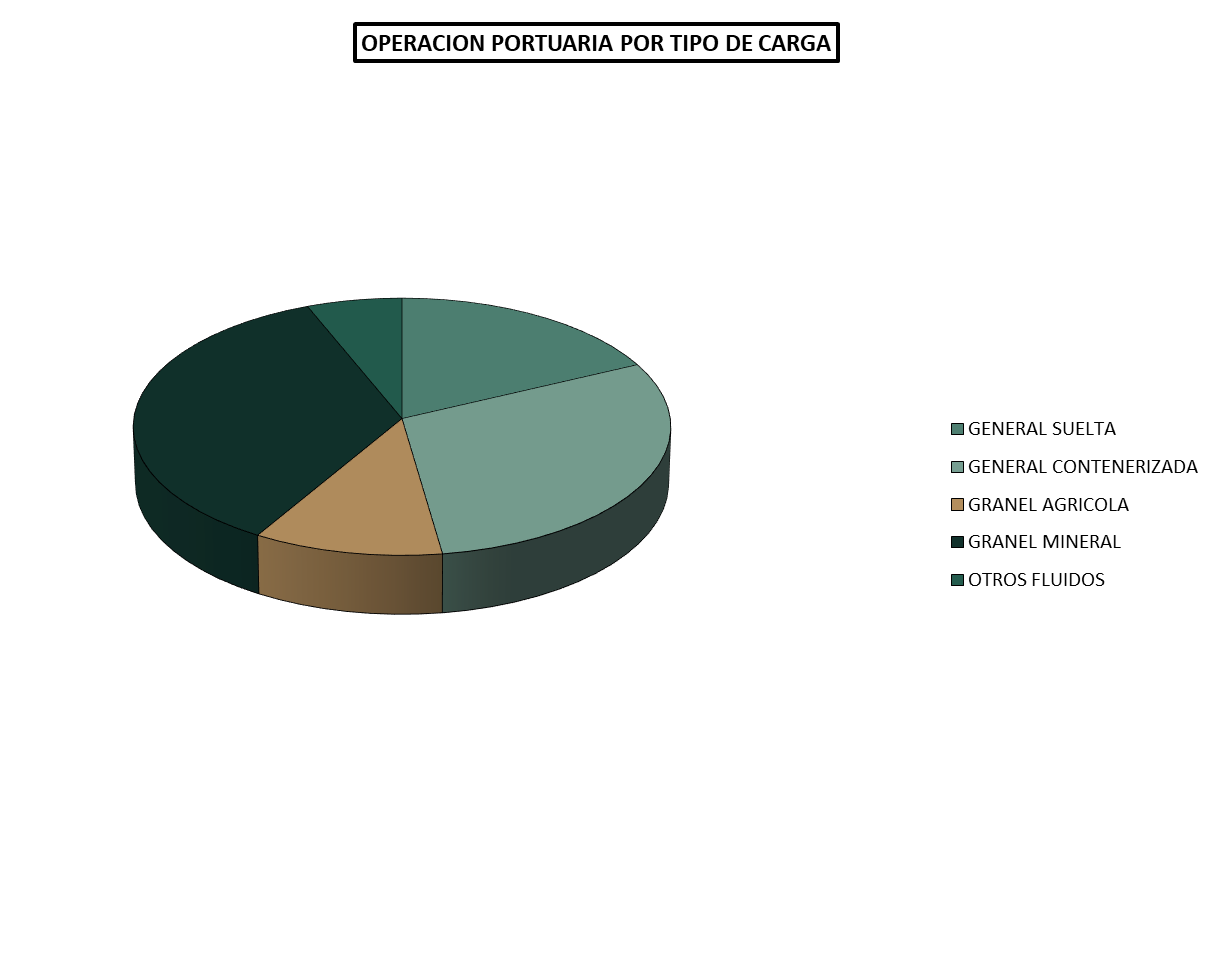 OPERACION PORTUARIA POR TIPO DE CARGA
GENERAL SUELTA
GENERAL CONTENERIZADA
GRANEL AGRICOLA
GRANEL MINERAL
OTROS FLUIDOS